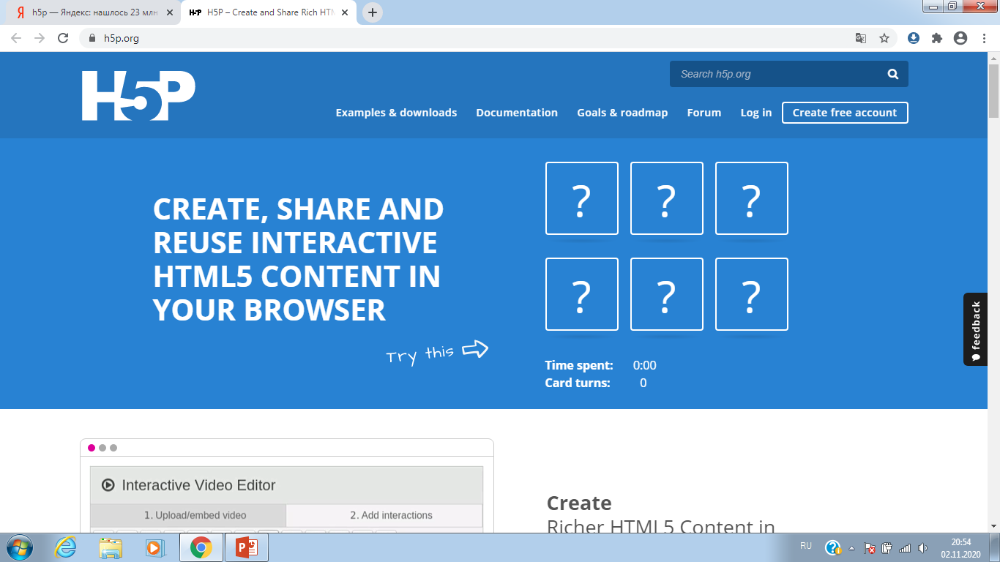 h5p — Яндекс: нашлось 23 млн
H5P – Create and Share Rich HTM
h5p.org
H5P
Search h5p.org
Examples & downloads Documentation Goals & roadmap Forum Log in Create free account
CREATE, SHARE AND
REUSE INTERACTIVE
HTML5 CONTENT IN
YOUR BROWSER
Try this
? ? ?
? ? ?
Time spent: 0:00
Card turns: 0
feedback
Interactive Video Editor
1. Upload/embed video 2. Add interactions
Create
Richer HTML5 Content in
RU
20:54
02.11.2020